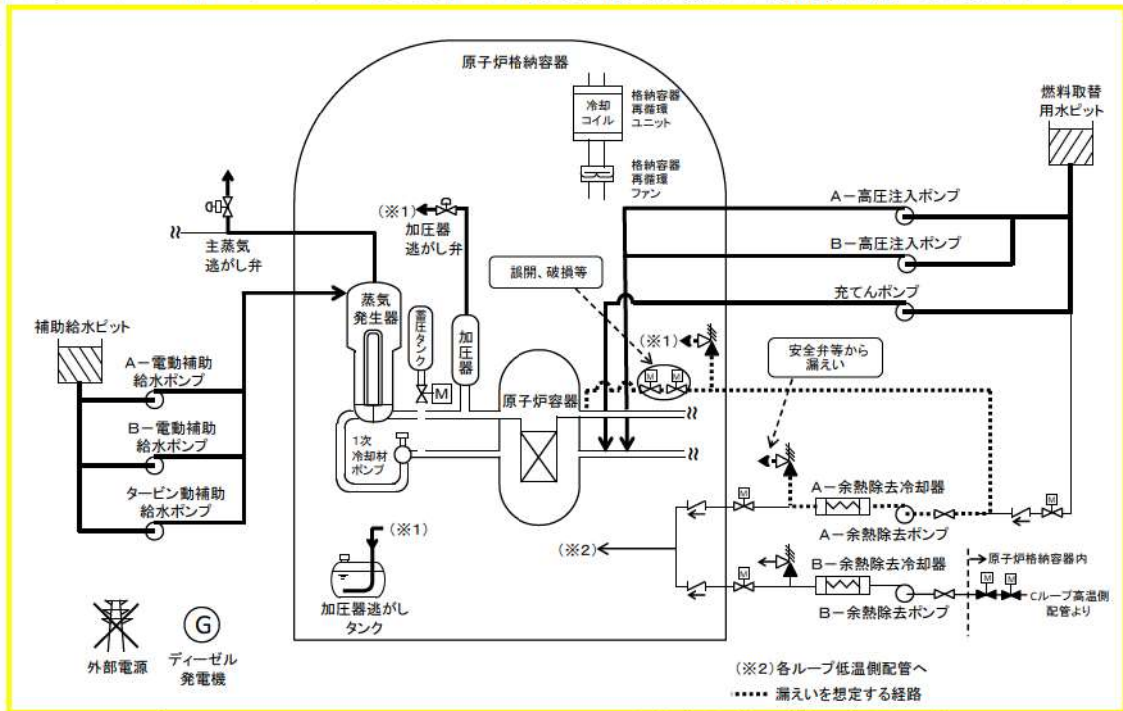 原子炉格納容器
冷却
コイル
格納容器
再循環
ユニット
格納容器
再循環
ファン
燃料取替
用水ピット
(※1)
加圧器
逃がし弁
主蒸気
逃がし弁
A-高圧注入ポンプ
B-高圧注入ポンプ
充てんポンプ
誤開、破損等
蒸気
発生器
蓄圧タンク
M
加圧器
(※1)
M
M
安全弁等から
漏えい
補助給水ピット
A-電動補助
給水ポンプ
B-電動補助
給水ポンプ
タービン動補助
給水ポンプ
原子炉容器
1次
冷却材
ポンプ
M
A-余熱除去冷却器
M
A-余熱除去ポンプ
(※2)
M
B-余熱除去冷却器
B-余熱除去ポンプ
原子炉格納容器内
M
M
Cループ高温側
配管より
(※1)
加圧器逃がし
タンク
外部電源
G
ディーゼル
発電機
(※2)各ループ低温側配管へ
漏えいを想定する経路